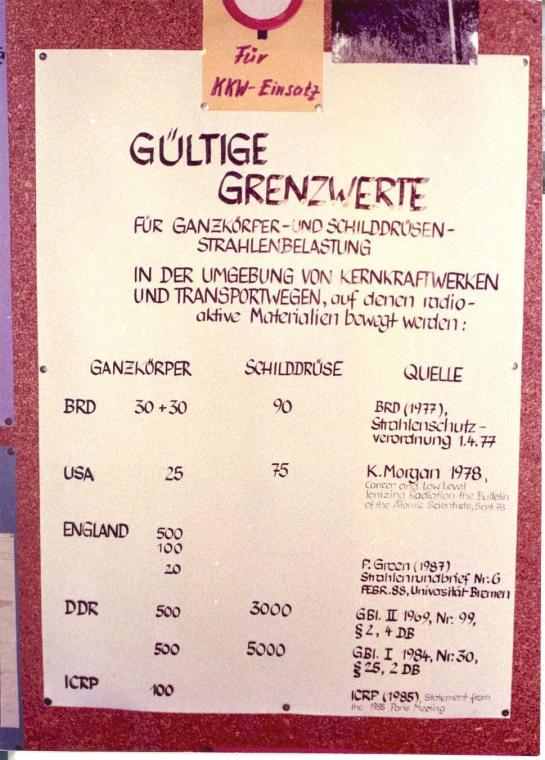 Für
KKW-Einsatz
GÜLTIGE
GRENZWERTE
FÜR GANZKÖRPER-UND SCHILDDRÜSEN-
STRAHLENBELASTUNG
IN DER UMGEBUNG VON KERNKRAFTWERKEN
UND TRANSPORTWEGEN, auf denen radio-
aktive Materialien bewegt werden:
GANZKÖRPER SCHILDDRÜSE QUELLE
BRD 30+30 90 BRD (1977),
Strahlenschutz-
verordnung 1.4.77
USA 25 75 K. Morgan 1978,
Cancer and Low Level
Ionizing Radiation the Bulletin
of the Atomic Scientists, Sept.78
ENGLAND 500
100
20 P. Green (1987)
Strahlenrundbrief Nr. 6
FEBR. 88, Univosität Bremen
DDR 500 3000 GBl. II 1969, Nr. 99,
§ 2, 4 DB
500 5000 GBl. I 1984, Nr. 30,
§ 25, 2 DB
ICRP 100 ICRP (1985), Statement from
the 1985 Paris Meeting